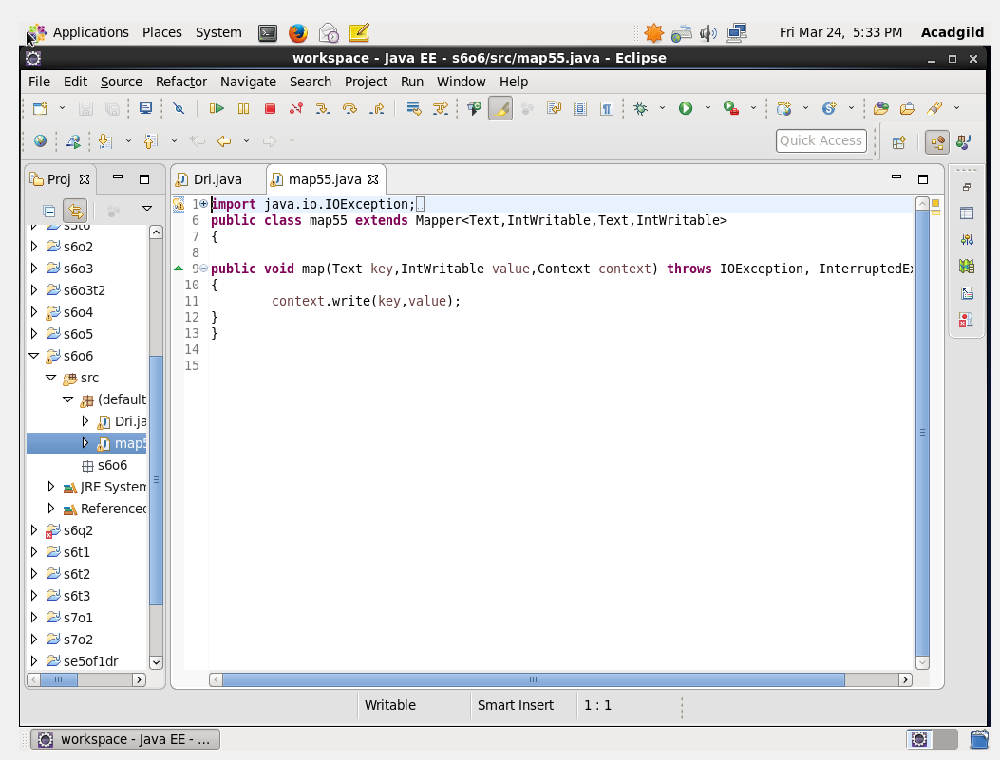 Applications Places System Fri Mar 24, 5:33 PM Acadgild
workspace - Java EE - s6o6/src/map55.java - Eclipse
File Edit Source Refactor Navigate Search Project Run Window Help
Quick Access
Proj
s6o2
s6o3
s6o3t2
s6o4
s6o5
s6o6
src
(default
Dri.ja
map5
s6o6
JRE System
Referenced
s6q2
s6t1
s6t2
s6t3
s7o1
s7o2
se5of1dr
Dri.java map55.java
1 import java.io.IOException;
6 public class map55 extends Mapper<Text,IntWritable,Text,IntWritable>
7 {
8
9 public void map(Text key,IntWritable value,Context context) throws IOException, InterruptedEx
10 {
11 context.write(key,value);
12 }
13 }
14
15
Writable Smart Insert 1 : 1
workspace - Java EE - ...